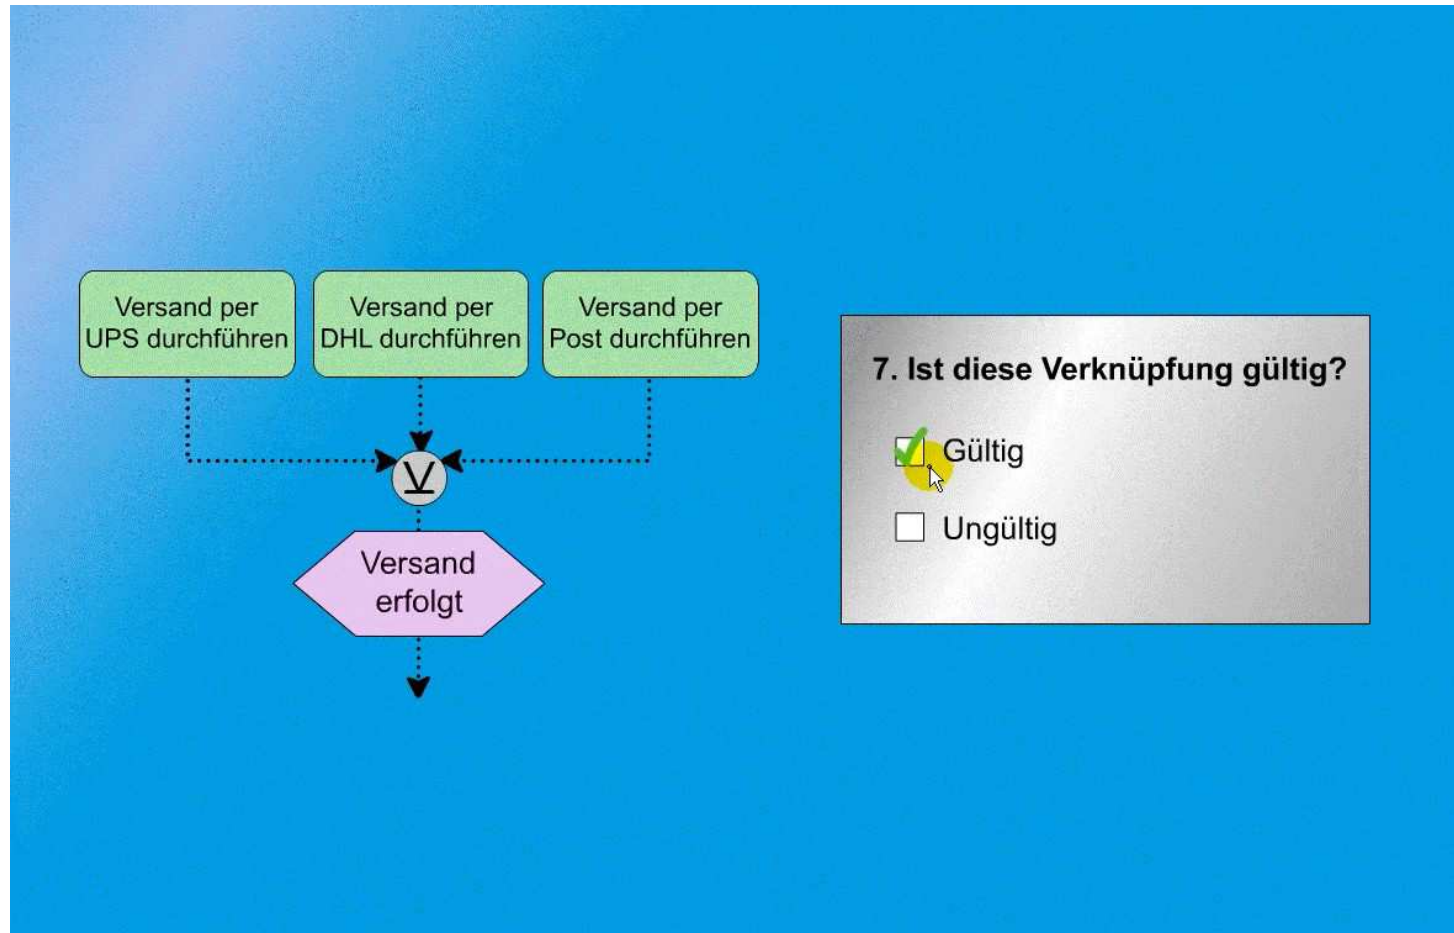 Versand per
UPS durchführen
Versand per
DHL durchführen
Versand per
Post durchführen
V
Versand
erfolgt
7. Ist diese Verknüpfung gültig?
Gültig
Ungültig